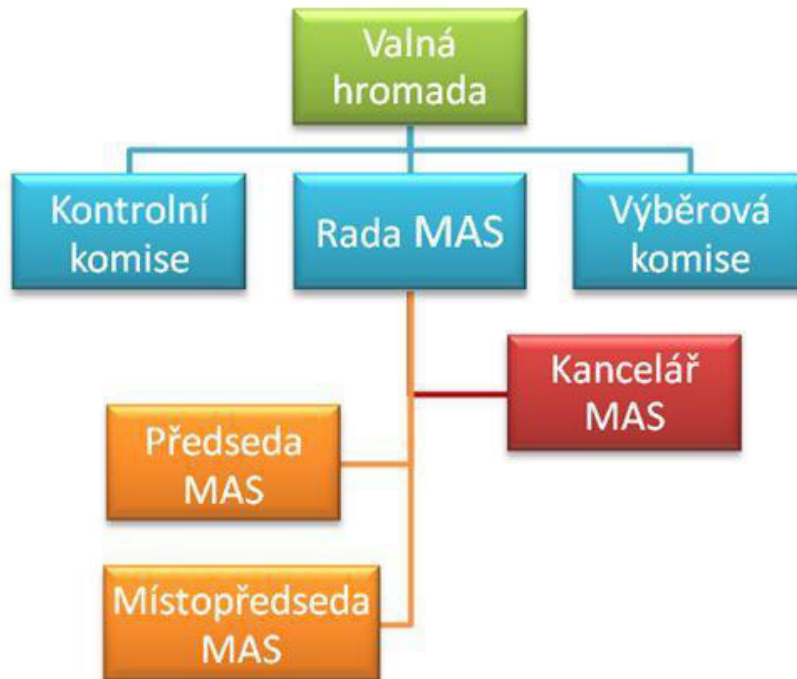 Valná
hromada
Kontrolní
komise
Rada MAS
Výběrová
komise
Kancelář
MAS
Předseda
MAS
Místopředseda
MAS